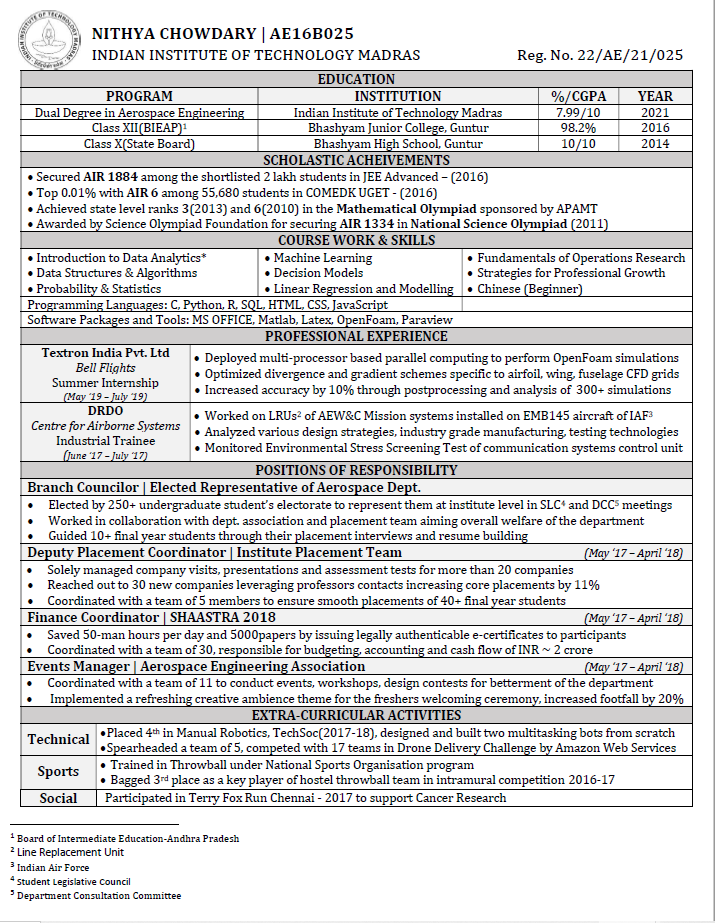 NITHYA CHOWDARY | AE16B025
INDIAN INSTITUTE OF TECHNOLOGY MADRAS Reg. No. 22/AE/21/025
EDUCATION
PROGRAM INSTITUTION %/CGPA YEAR
Dual Degree in Aerospace Engineering Indian Institute of Technology Madras 7.99/10 2021
Class XII(BIEAP)¹ Bhashyam Junior College, Guntur 98.2% 2016
Class X(State Board) Bhashyam High School, Guntur 10/10 2014
SCHOLASTIC ACHEIVEMENTS
• Secured AIR 1884 among the shortlisted 2 lakh students in JEE Advanced – (2016)
• Top 0.01% with AIR 6 among 55,680 students in COMEDK UGET - (2016)
• Achieved state level ranks 3(2013) and 6(2010) in the Mathematical Olympiad sponsored by APAMT
• Awarded by Science Olympiad Foundation for securing AIR 1334 in National Science Olympiad (2011)
COURSE WORK & SKILLS
• Introduction to Data Analytics* • Machine Learning • Fundamentals of Operations Research
• Data Structures & Algorithms • Decision Models • Strategies for Professional Growth
• Probability & Statistics • Linear Regression and Modelling • Chinese (Beginner)
Programming Languages: C, Python, R, SQL, HTML, CSS, JavaScript
Software Packages and Tools: MS OFFICE, Matlab, Latex, OpenFoam, Paraview
PROFESSIONAL EXPERIENCE
Textron India Pvt. Ltd
Bell Flights
Summer Internship
(May '19 – July '19)
• Deployed multi-processor based parallel computing to perform OpenFoam simulations
• Optimized divergence and gradient schemes specific to airfoil, wing, fuselage CFD grids
• Increased accuracy by 10% through postprocessing and analysis of 300+ simulations
DRDO
Centre for Airborne Systems
Industrial Trainee
(June '17 – July '17)
• Worked on LRUs² of AEW&C Mission systems installed on EMB145 aircraft of IAF³
• Analyzed various design strategies, industry grade manufacturing, testing technologies
• Monitored Environmental Stress Screening Test of communication systems control unit
POSITIONS OF RESPONSIBILITY
Branch Councilor | Elected Representative of Aerospace Dept.
• Elected by 250+ undergraduate student's electorate to represent them at institute level in SLC⁴ and DCC⁵ meetings
• Worked in collaboration with dept. association and placement team aiming overall welfare of the department
• Guided 10+ final year students through their placement interviews and resume building
Deputy Placement Coordinator | Institute Placement Team (May '17 – April '18)
• Solely managed company visits, presentations and assessment tests for more than 20 companies
• Reached out to 30 new companies leveraging professors contacts increasing core placements by 11%
• Coordinated with a team of 5 members to ensure smooth placements of 40+ final year students
Finance Coordinator | SHAASTRA 2018 (May '17 – April '18)
• Saved 50-man hours per day and 5000papers by issuing legally authenticable e-certificates to participants
• Coordinated with a team of 30, responsible for budgeting, accounting and cash flow of INR ~ 2 crore
Events Manager | Aerospace Engineering Association (May '17 – April '18)
• Coordinated with a team of 11 to conduct events, workshops, design contests for betterment of the department
• Implemented a refreshing creative ambience theme for the freshers welcoming ceremony, increased footfall by 20%
EXTRA-CURRICULAR ACTIVITIES
Technical
•Placed 4th in Manual Robotics, TechSoc(2017-18), designed and built two multitasking bots from scratch
•Spearheaded a team of 5, competed with 17 teams in Drone Delivery Challenge by Amazon Web Services
Sports
• Trained in Throwball under National Sports Organisation program
• Bagged 3rd place as a key player of hostel throwball team in intramural competition 2016-17
Social Participated in Terry Fox Run Chennai - 2017 to support Cancer Research
¹ Board of Intermediate Education-Andhra Pradesh
² Line Replacement Unit
³ Indian Air Force
⁴ Student Legislative Council
⁵ Department Consultation Committee